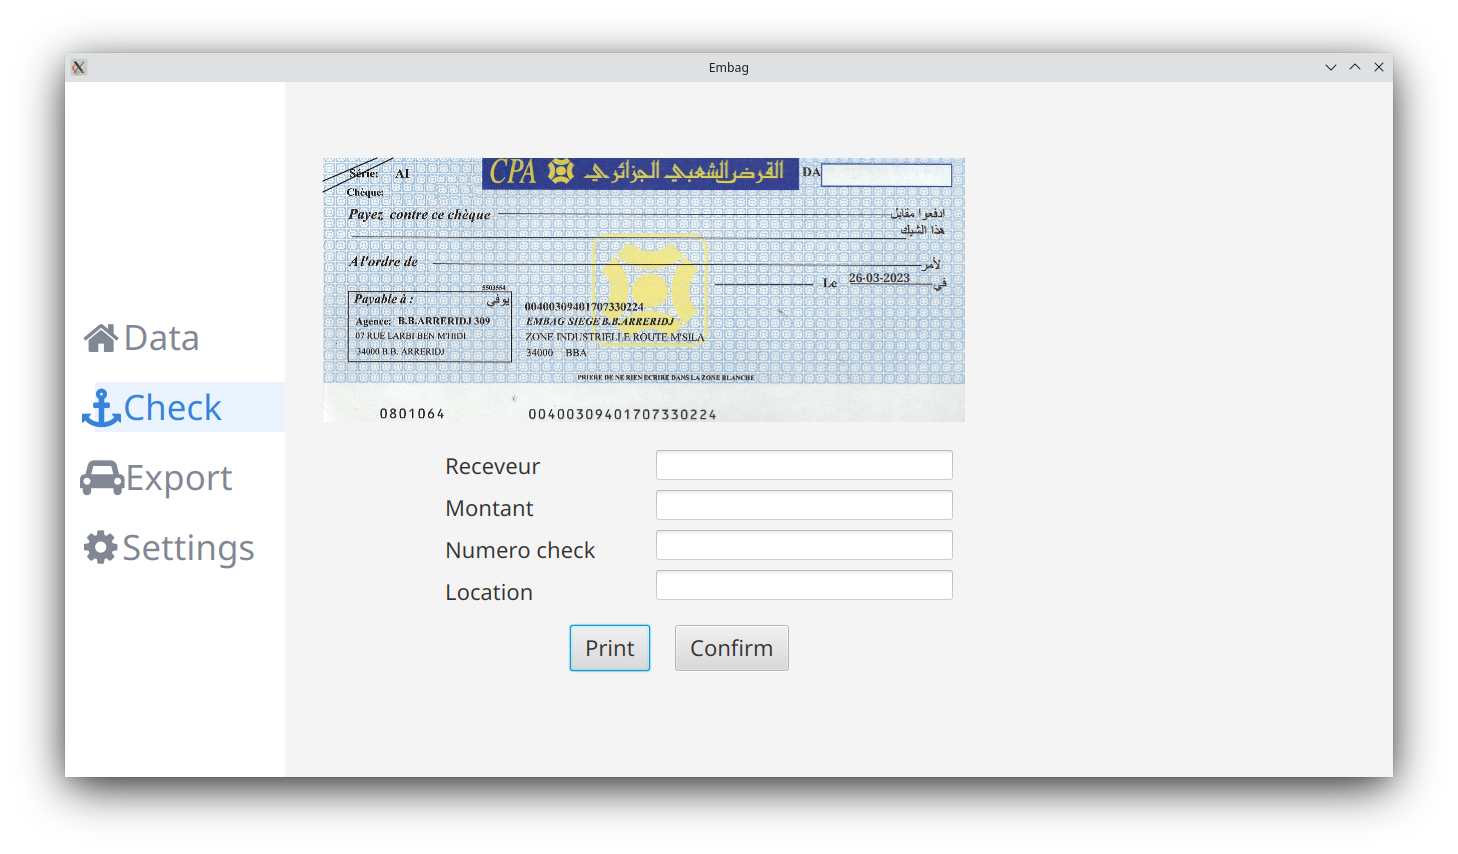 Embag
Data
Check
Export
Settings
Série: AI
CPA القرض الشعبي الجزائري
DA
Chèque:
Payez contre ce chèque ادفعوا مقابل
هذا الشيك
A l'ordre de لأمر
Le 26-03-2023 في
5503554
Payable à : يوفي
Agence: B.B.ARRERIDJ 309
07 RUE LARBI BEN M'HIDI
34000 B.B. ARRERIDJ
00400309401707330224
EMBAG SIEGE B.B.ARRERIDJ
ZONE INDUSTRIELLE ROUTE M'SILA
34000 BBA
PRIERE DE NE RIEN ECRIRE DANS LA ZONE BLANCHE
0801064 00400309401707330224
Receveur
Montant
Numero check
Location
Print Confirm